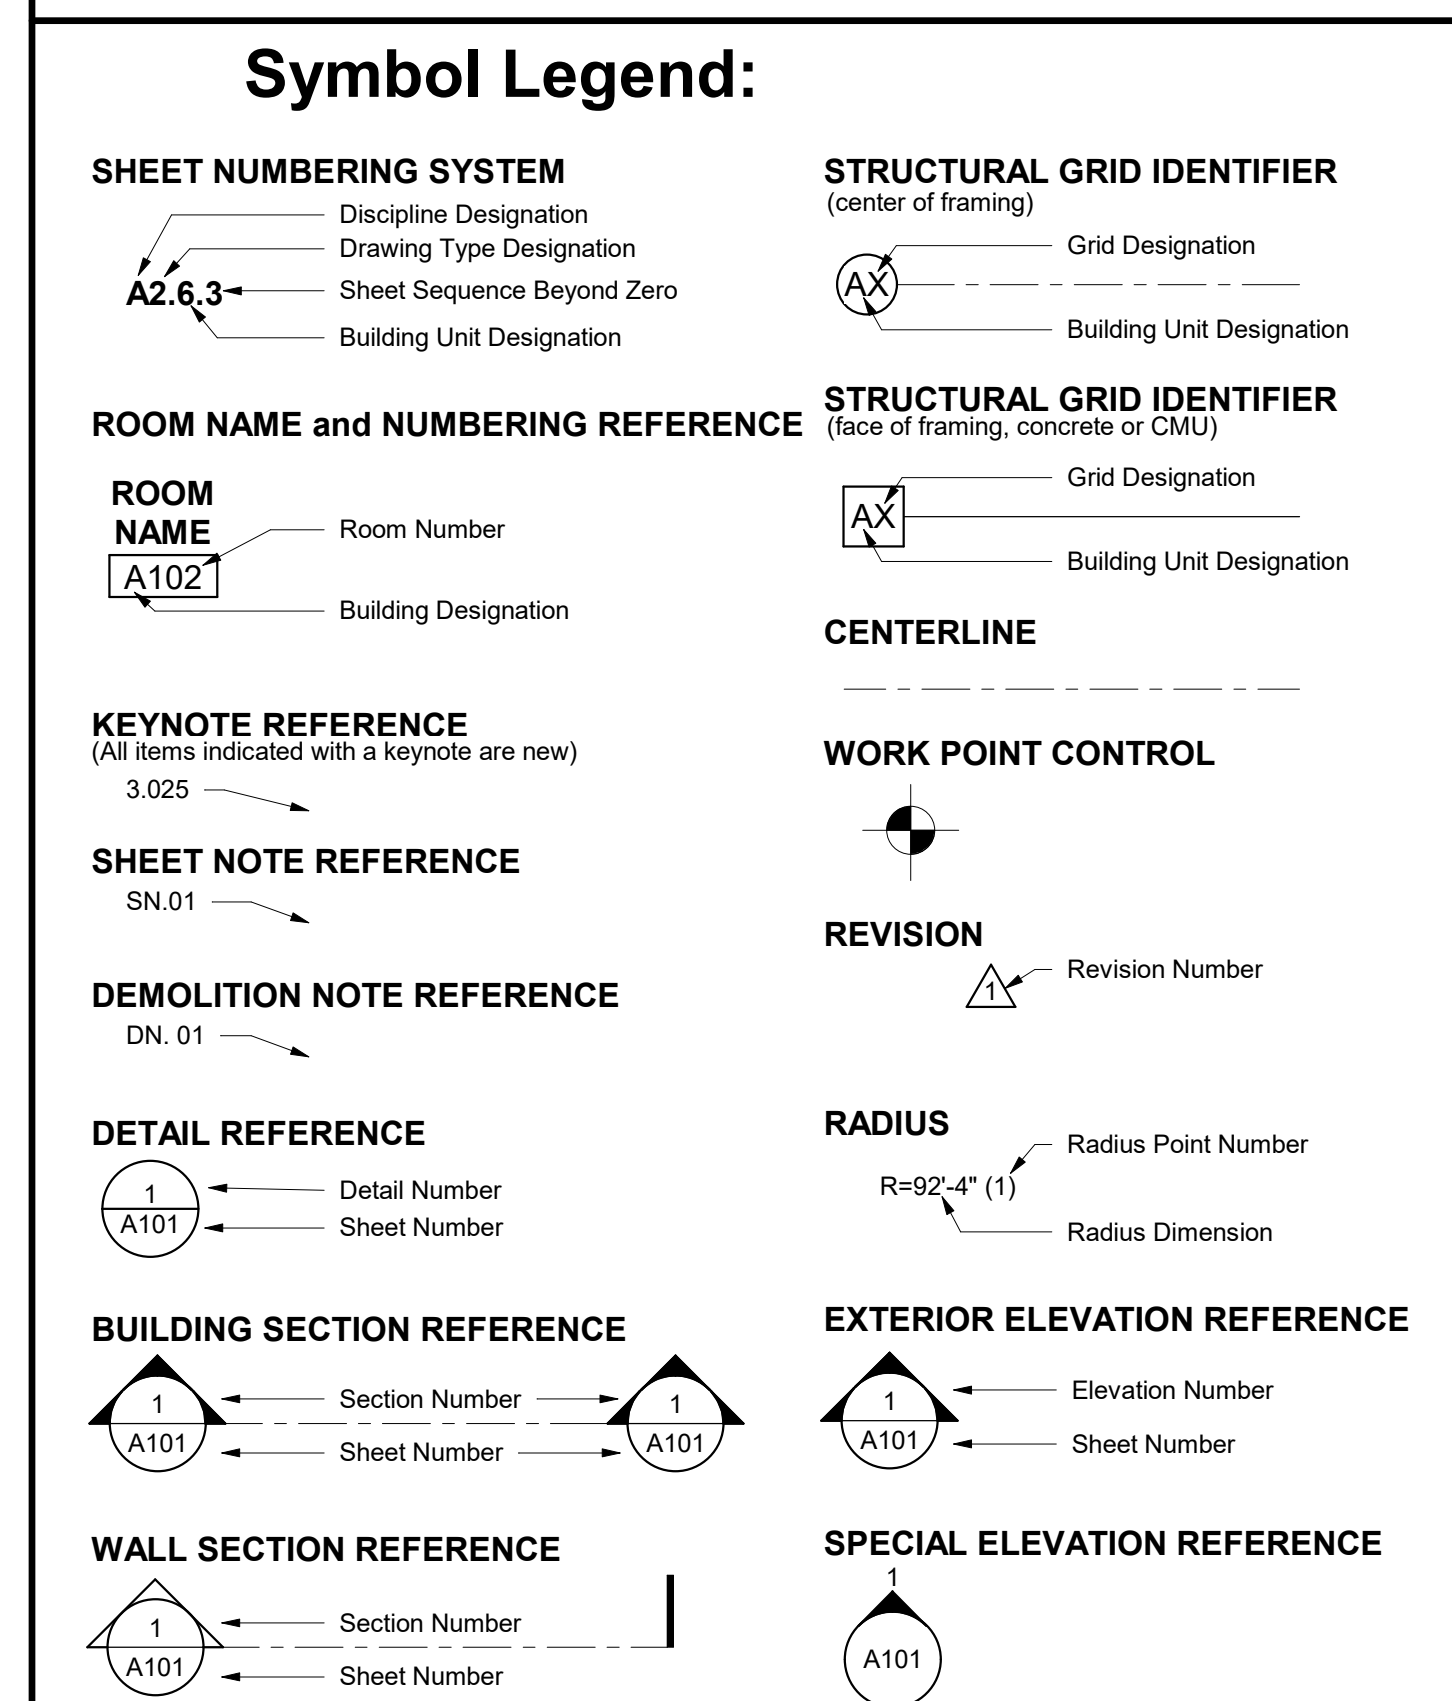 Symbol Legend:
SHEET NUMBERING SYSTEM
Discipline Designation
Drawing Type Designation
A2.6.3
Sheet Sequence Beyond Zero
Building Unit Designation
ROOM NAME and NUMBERING REFERENCE
ROOM
NAME
Room Number
A102
Building Designation
KEYNOTE REFERENCE
(All items indicated with a keynote are new)
3.025
SHEET NOTE REFERENCE
SN.01
DEMOLITION NOTE REFERENCE
DN. 01
DETAIL REFERENCE
1
Detail Number
A101
Sheet Number
BUILDING SECTION REFERENCE
1
Section Number
1
A101
Sheet Number
A101
WALL SECTION REFERENCE
1
Section Number
A101
Sheet Number
STRUCTURAL GRID IDENTIFIER
(center of framing)
Grid Designation
AX
Building Unit Designation
STRUCTURAL GRID IDENTIFIER
(face of framing, concrete or CMU)
Grid Designation
AX
Building Unit Designation
CENTERLINE
WORK POINT CONTROL
REVISION
Revision Number
1
RADIUS
Radius Point Number
R=92'-4" (1)
Radius Dimension
EXTERIOR ELEVATION REFERENCE
1
Elevation Number
A101
Sheet Number
SPECIAL ELEVATION REFERENCE
1
A101